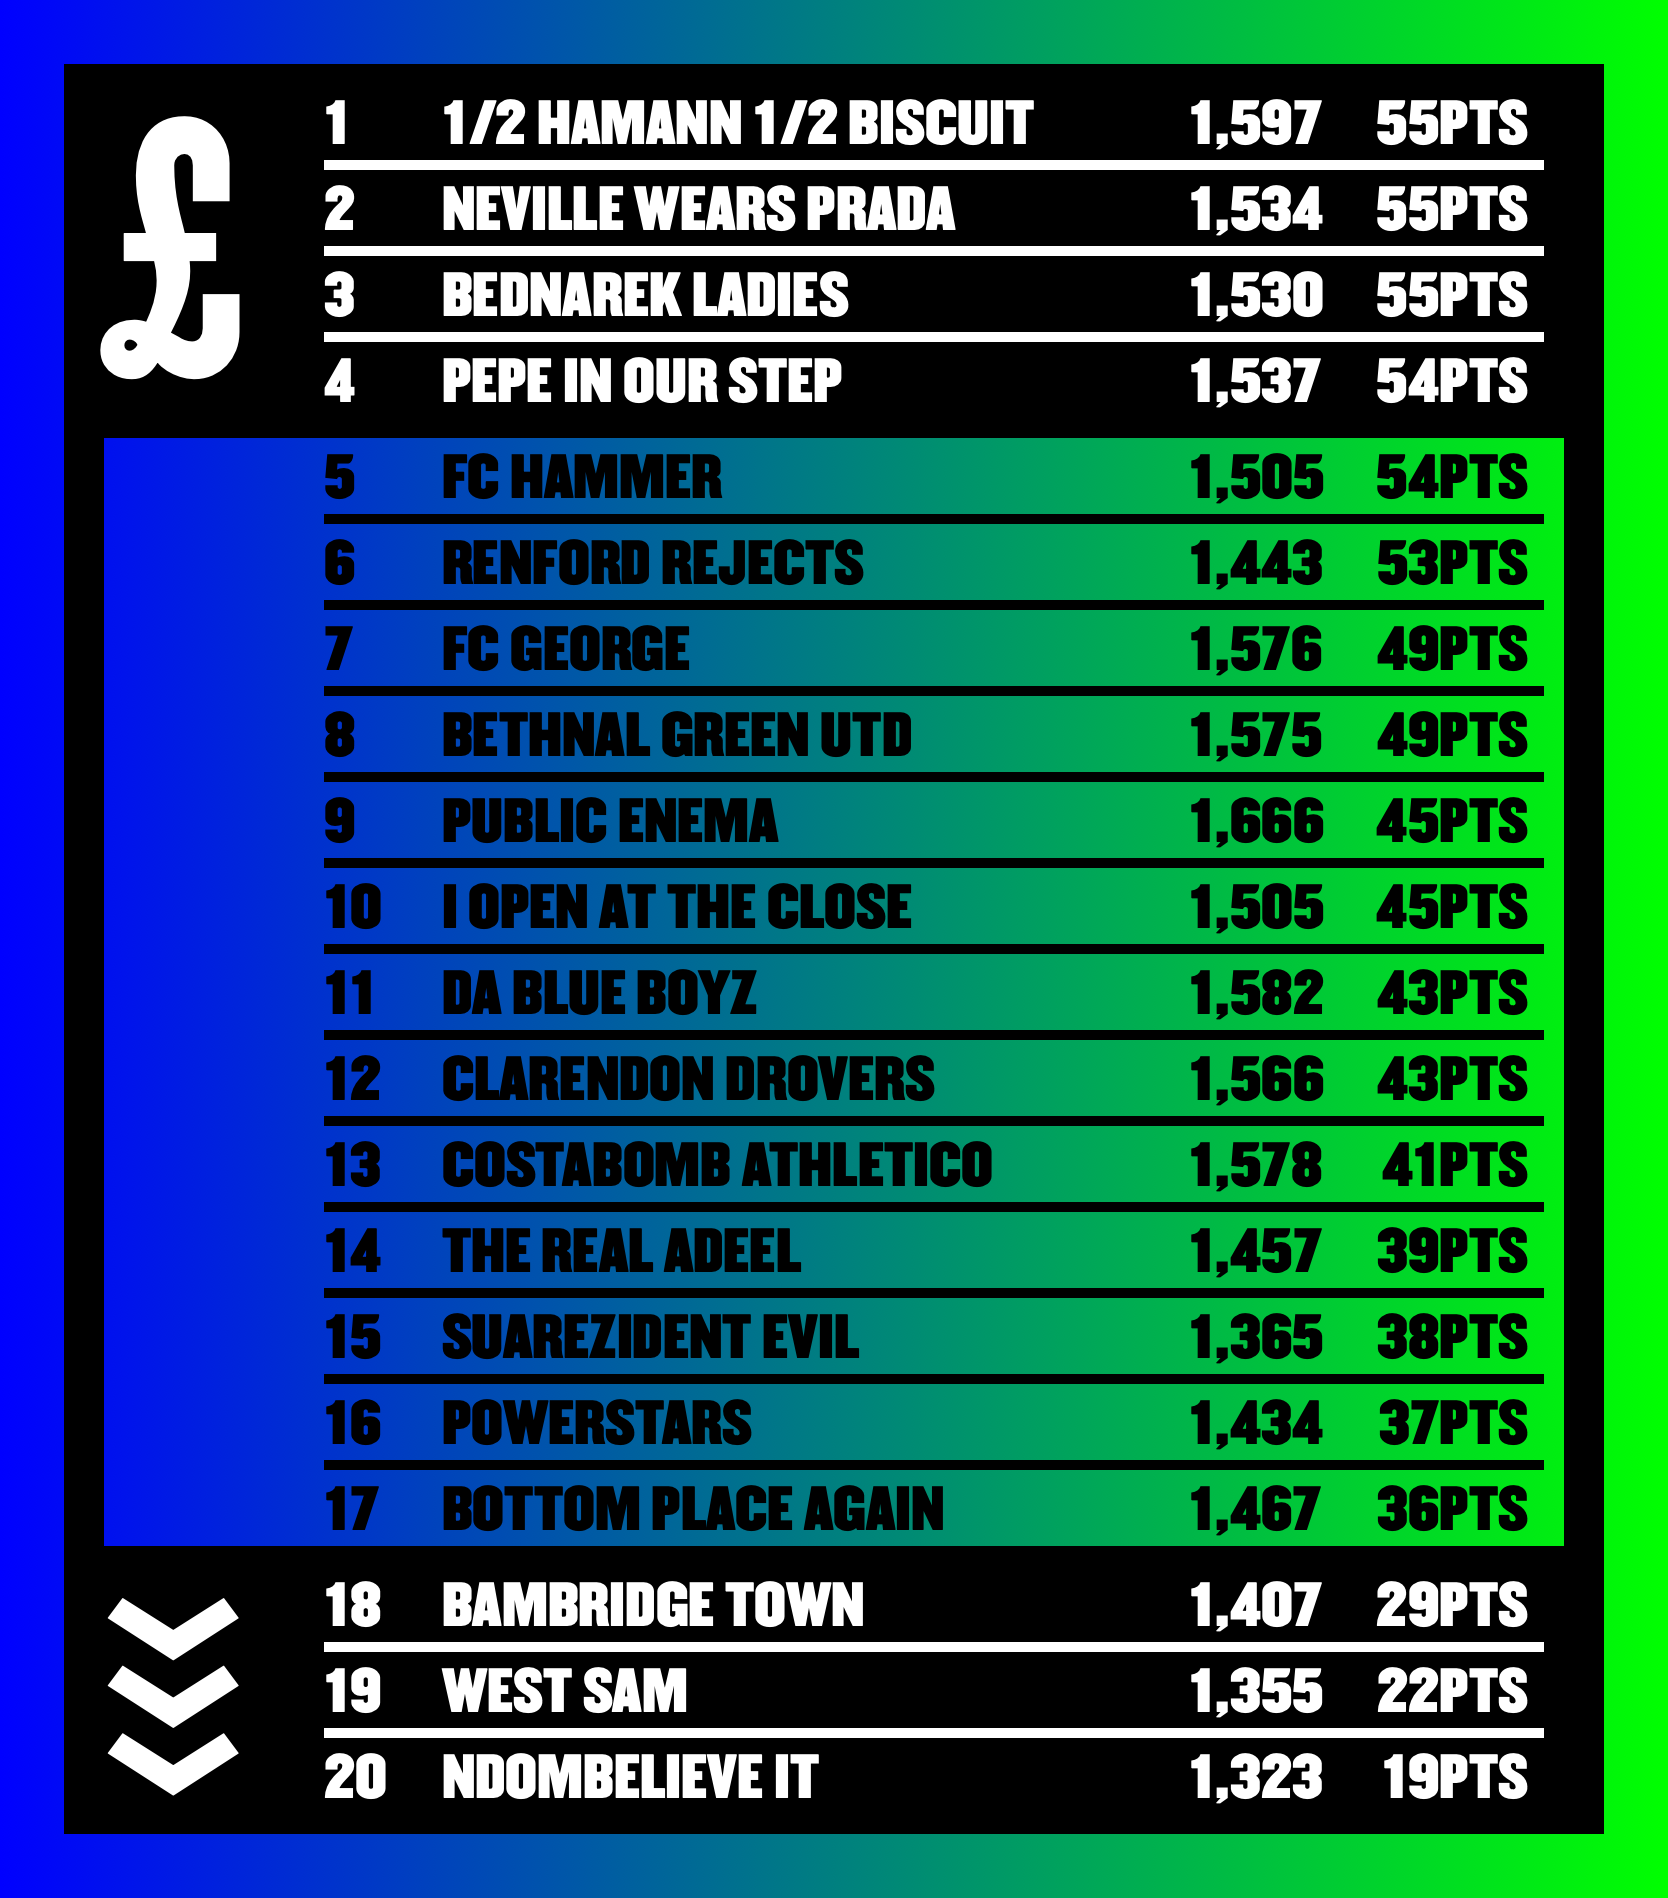 £
1 1/2 HAMANN 1/2 BISCUIT 1,597 55PTS
2 NEVILLE WEARS PRADA 1,534 55PTS
3 BEDNAREK LADIES 1,530 55PTS
4 PEPE IN OUR STEP 1,537 54PTS
5 FC HAMMER 1,505 54PTS
6 RENFORD REJECTS 1,443 53PTS
7 FC GEORGE 1,576 49PTS
8 BETHNAL GREEN UTD 1,575 49PTS
9 PUBLIC ENEMA 1,666 45PTS
10 I OPEN AT THE CLOSE 1,505 45PTS
11 DA BLUE BOYZ 1,582 43PTS
12 CLARENDON DROVERS 1,566 43PTS
13 COSTABOMB ATHLETICO 1,578 41PTS
14 THE REAL ADEEL 1,457 39PTS
15 SUAREZIDENT EVIL 1,365 38PTS
16 POWERSTARS 1,434 37PTS
17 BOTTOM PLACE AGAIN 1,467 36PTS
18 BAMBRIDGE TOWN 1,407 29PTS
19 WEST SAM 1,355 22PTS
20 NDOMBELIEVE IT 1,323 19PTS